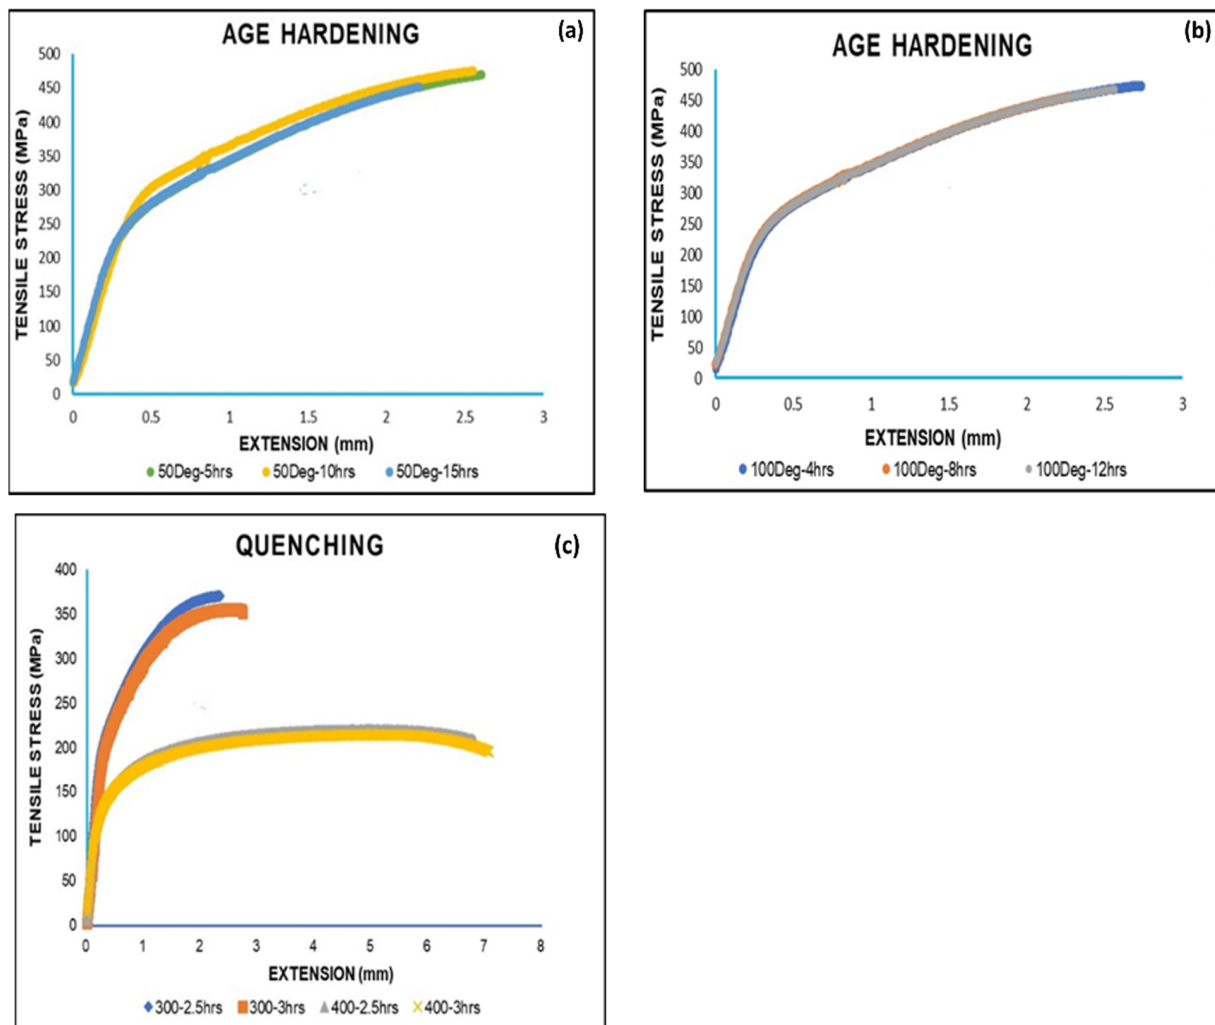 AGE HARDENING
(a)
TENSILE STRESS (MPa)
500
450
400
350
300
250
200
150
100
50
0
0 0.5 1 1.5 2 2.5 3
EXTENSION (mm)
50Deg-5hrs 50Deg-10hrs 50Deg-15hrs
AGE HARDENING
(b)
TENSILE STRESS (MPa)
500
450
400
350
300
250
200
150
100
50
0
0 0.5 1 1.5 2 2.5 3
EXTENSION (mm)
100Deg-4hrs 100Deg-8hrs 100Deg-12hrs
QUENCHING
(c)
TENSILE STRESS (MPa)
400
350
300
250
200
150
100
50
0
0 1 2 3 4 5 6 7 8
EXTENSION (mm)
300-2.5hrs 300-3hrs 400-2.5hrs 400-3hrs